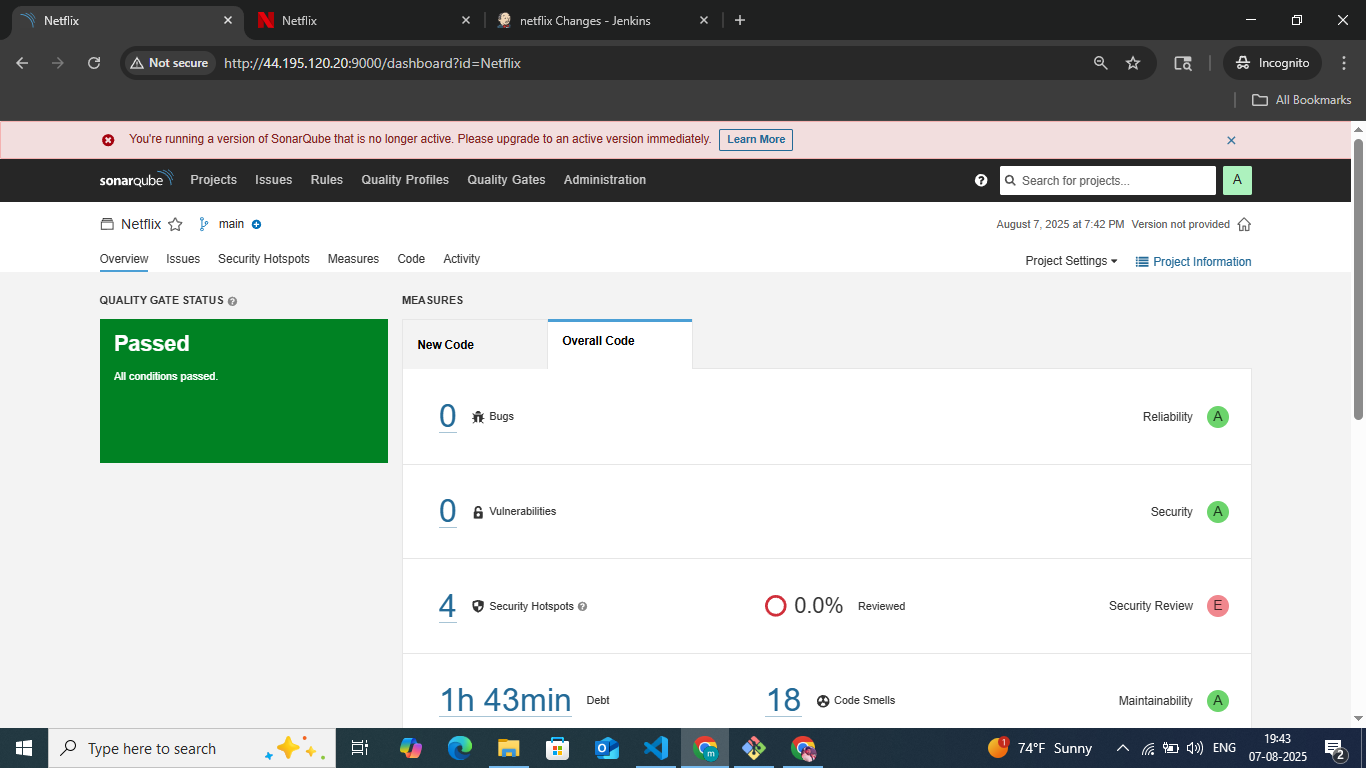 Netflix
Netflix
netflix Changes - Jenkins
Not secure
http://44.195.120.20:9000/dashboard?id=Netflix
Incognito
All Bookmarks
You're running a version of SonarQube that is no longer active. Please upgrade to an active version immediately. Learn More
sonarqube Projects Issues Rules Quality Profiles Quality Gates Administration
Search for projects...
A
Netflix main
August 7, 2025 at 7:42 PM Version not provided
Overview Issues Security Hotspots Measures Code Activity
Project Settings Project Information
QUALITY GATE STATUS
MEASURES
Passed
All conditions passed.
New Code
Overall Code
0 Bugs Reliability A
0 Vulnerabilities Security A
4 Security Hotspots 0.0% Reviewed Security Review E
1h 43min Debt 18 Code Smells Maintainability A
Type here to search
1 74°F Sunny
ENG
19:43
07-08-2025
2